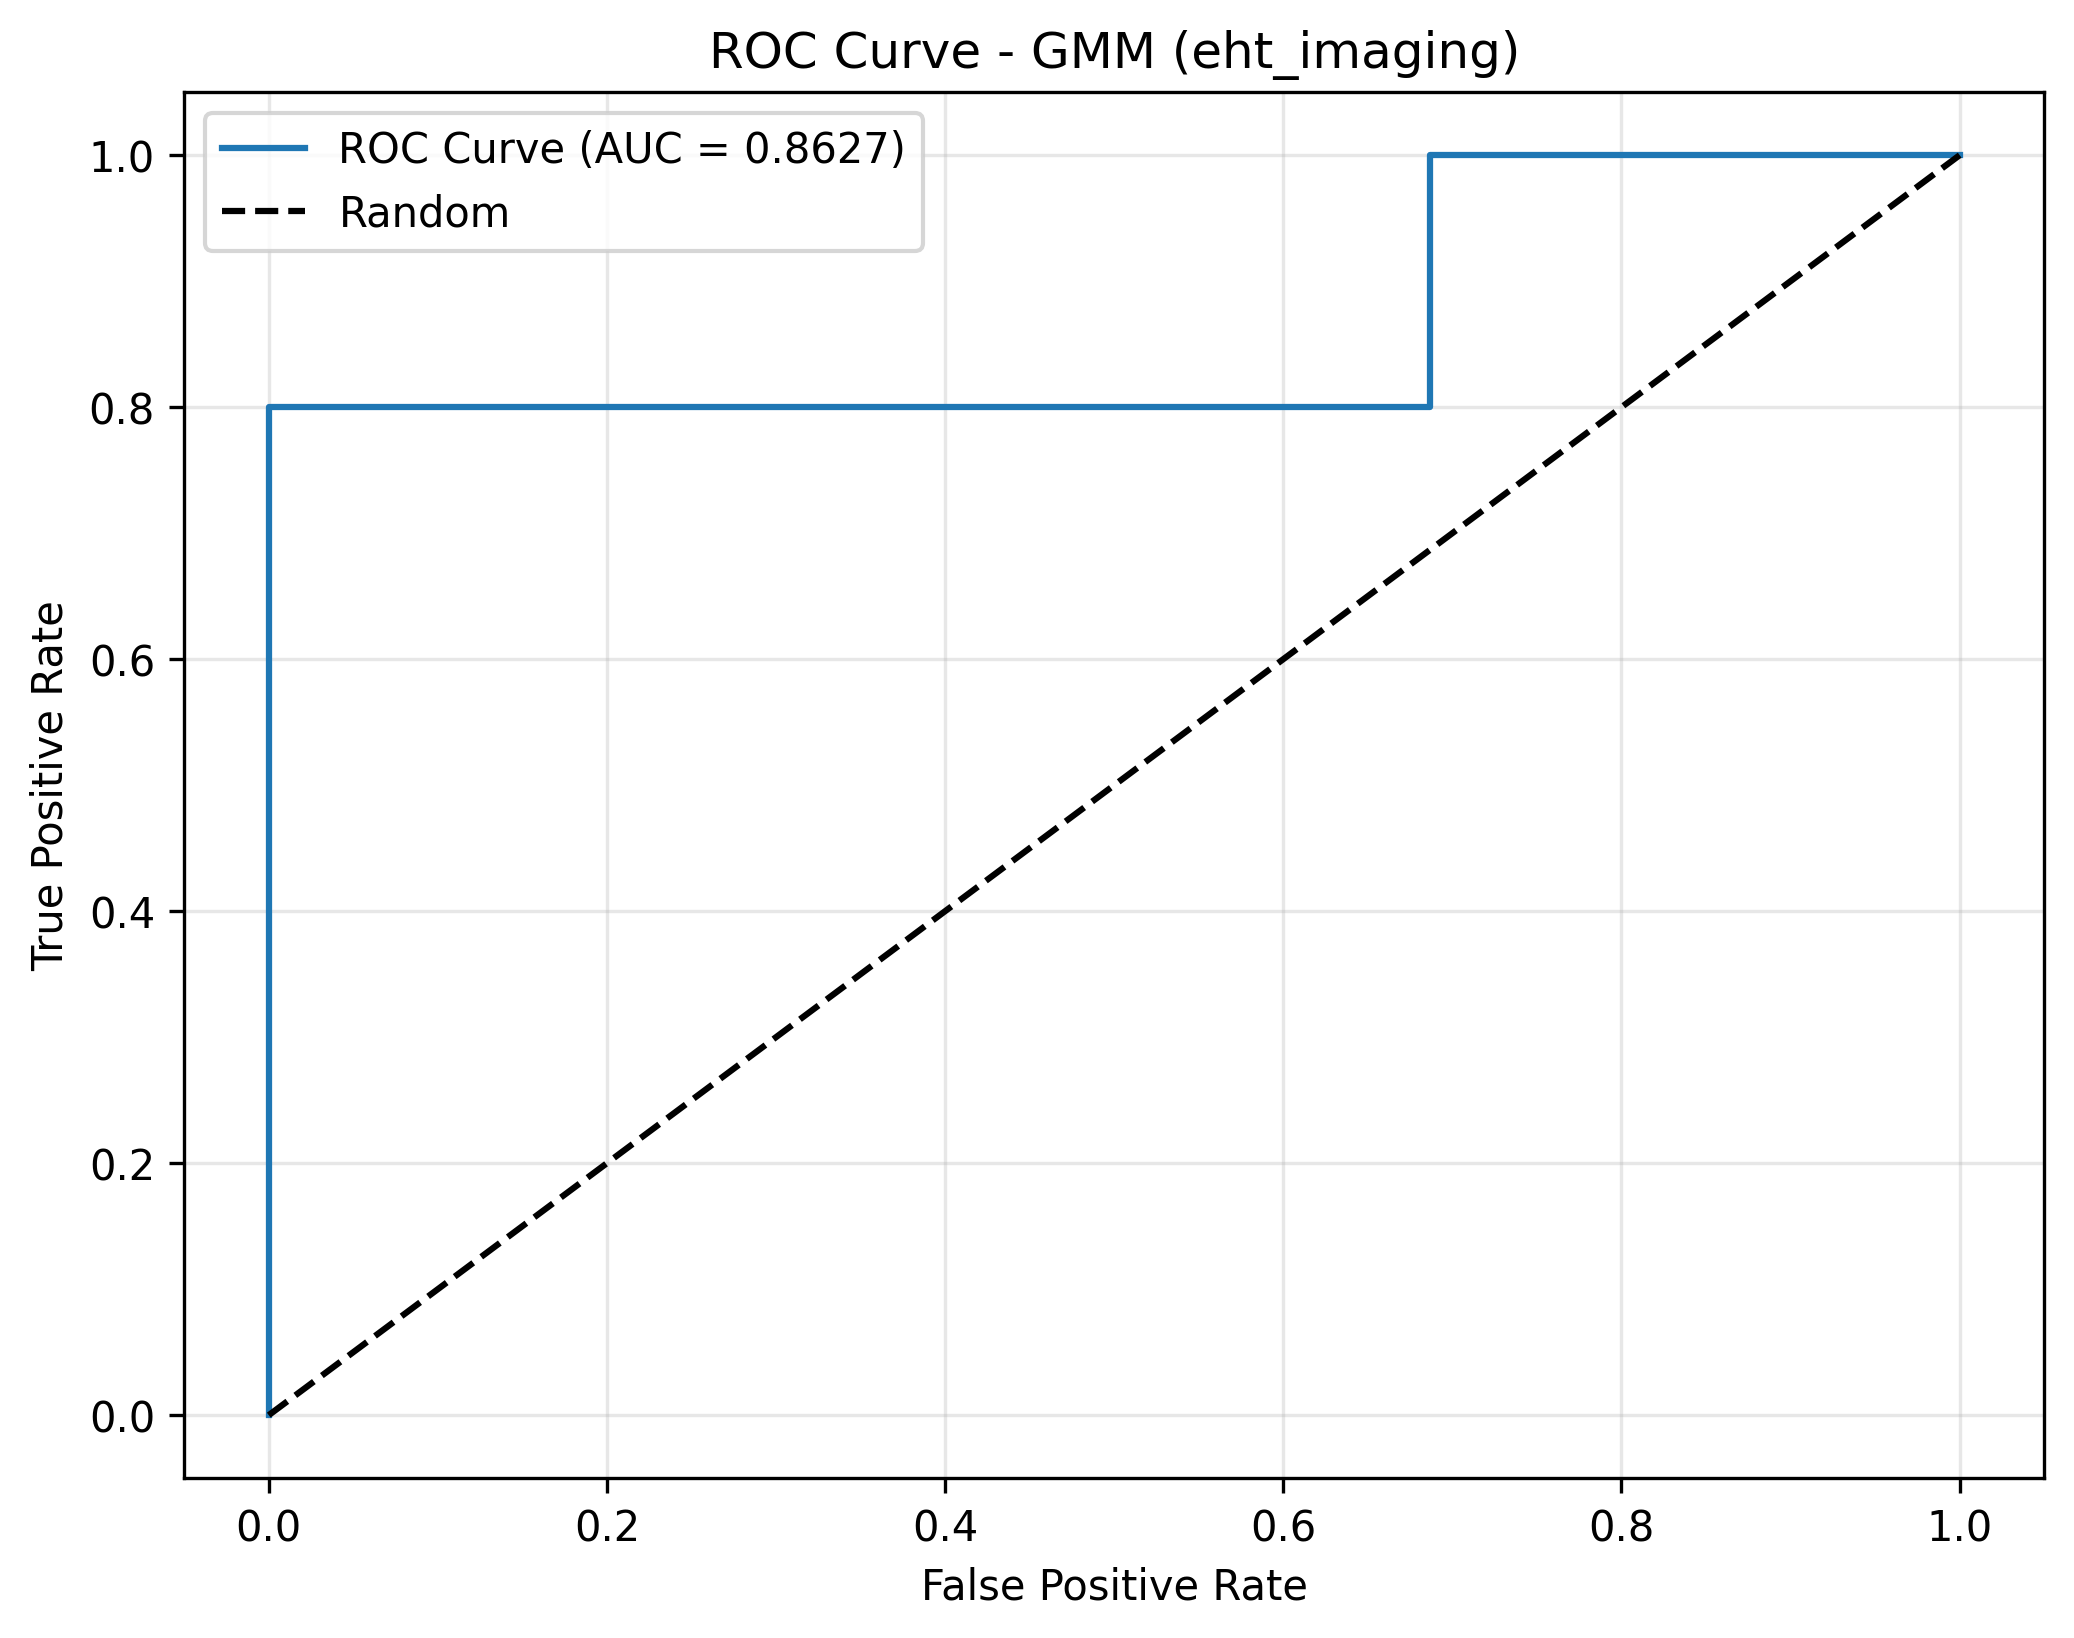 ROC Curve - GMM (eht_imaging)
ROC Curve (AUC = 0.8627)
Random
True Positive Rate
1.0
0.8
0.6
0.4
0.2
0.0
0.0 0.2 0.4 0.6 0.8 1.0
False Positive Rate